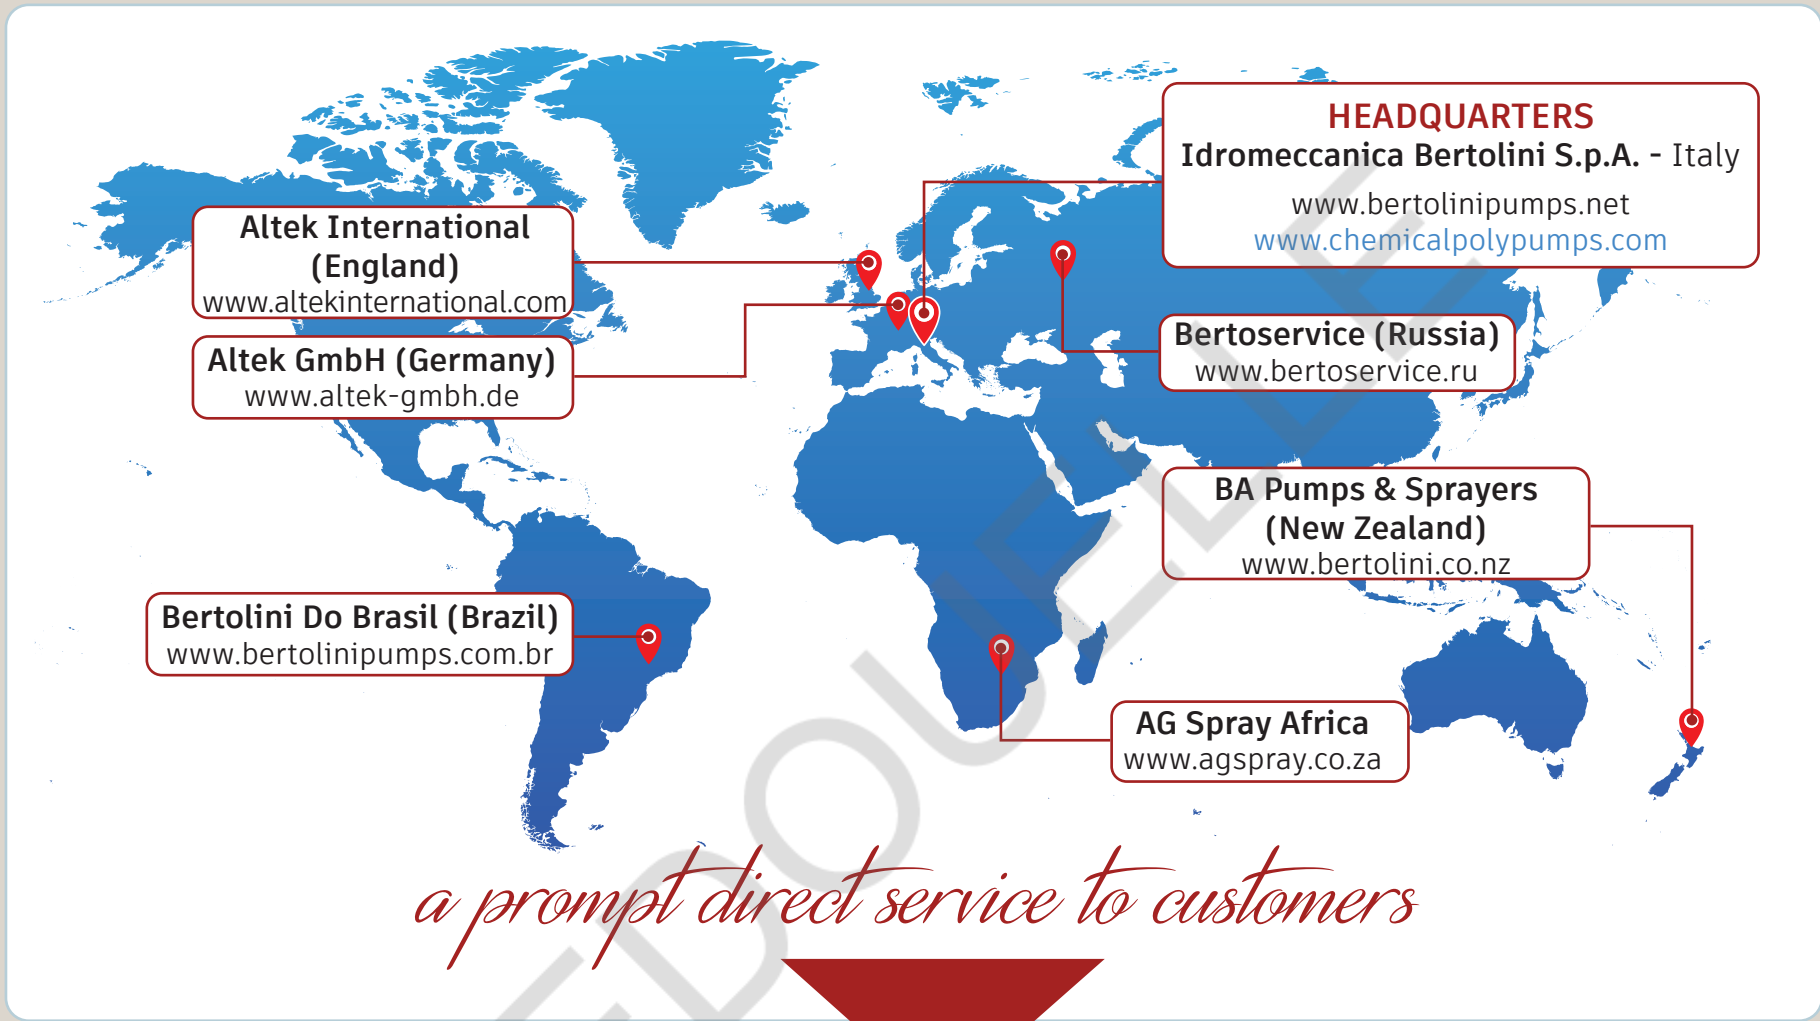 HEADQUARTERS
Idromeccanica Bertolini S.p.A. - Italy
www.bertolinipumps.net
www.chemicalpolypumps.com
Altek International
(England)
www.altekinternational.com
Altek GmbH (Germany)
www.altek-gmbh.de
Bertoservice (Russia)
www.bertoservice.ru
BA Pumps & Sprayers
(New Zealand)
www.bertolini.co.nz
Bertolini Do Brasil (Brazil)
www.bertolinipumps.com.br
AG Spray Africa
www.agspray.co.za
a prompt direct service to customers